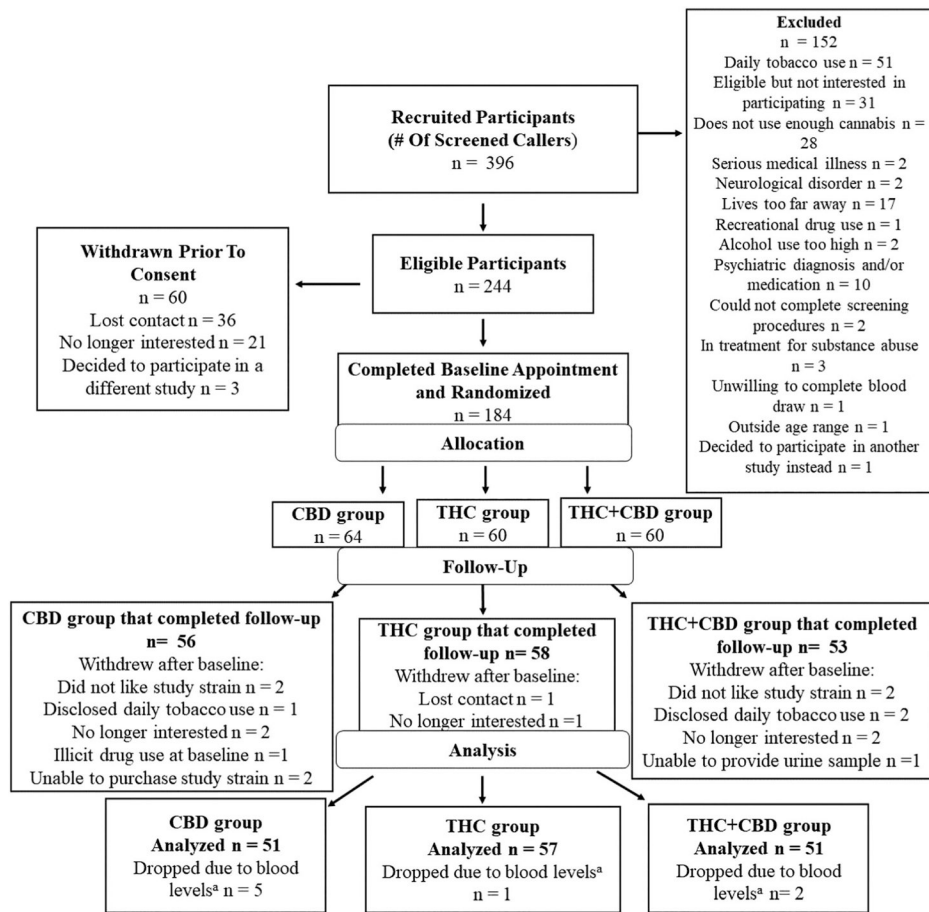 Recruited Participants
(# Of Screened Callers)
n = 396
Excluded
n = 152
Daily tobacco use n = 51
Eligible but not interested in
participating n = 31
Does not use enough cannabis n =
28
Serious medical illness n = 2
Neurological disorder n = 2
Lives too far away n = 17
Recreational drug use n = 1
Alcohol use too high n = 2
Psychiatric diagnosis and/or
medication n = 10
Could not complete screening
procedures n = 2
In treatment for substance abuse
n = 3
Unwilling to complete blood
draw n = 1
Outside age range n = 1
Decided to participate in another
study instead n = 1
Eligible Participants
n = 244
Withdrawn Prior To
Consent
n = 60
Lost contact n = 36
No longer interested n = 21
Decided to participate in a
different study n = 3
Completed Baseline Appointment
and Randomized
n = 184
Allocation
CBD group
n = 64
THC group
n = 60
THC+CBD group
n = 60
Follow-Up
CBD group that completed follow-up
n= 56
Withdrew after baseline:
Did not like study strain n = 2
Disclosed daily tobacco use n = 1
No longer interested n = 2
Illicit drug use at baseline n =1
Unable to purchase study strain n = 2
THC group that completed
follow-up n= 58
Withdrew after baseline:
Lost contact n = 1
No longer interested n =1
THC+CBD group that completed
follow-up n= 53
Withdrew after baseline:
Did not like study strain n = 2
Disclosed daily tobacco use n = 2
No longer interested n = 2
Unable to provide urine sample n =1
Analysis
CBD group
Analyzed n = 51
Dropped due to blood
levelsᵃ n = 5
THC group
Analyzed n = 57
Dropped due to blood levelsᵃ
n = 1
THC+CBD group
Analyzed n = 51
Dropped due to blood
levelsᵃ n= 2